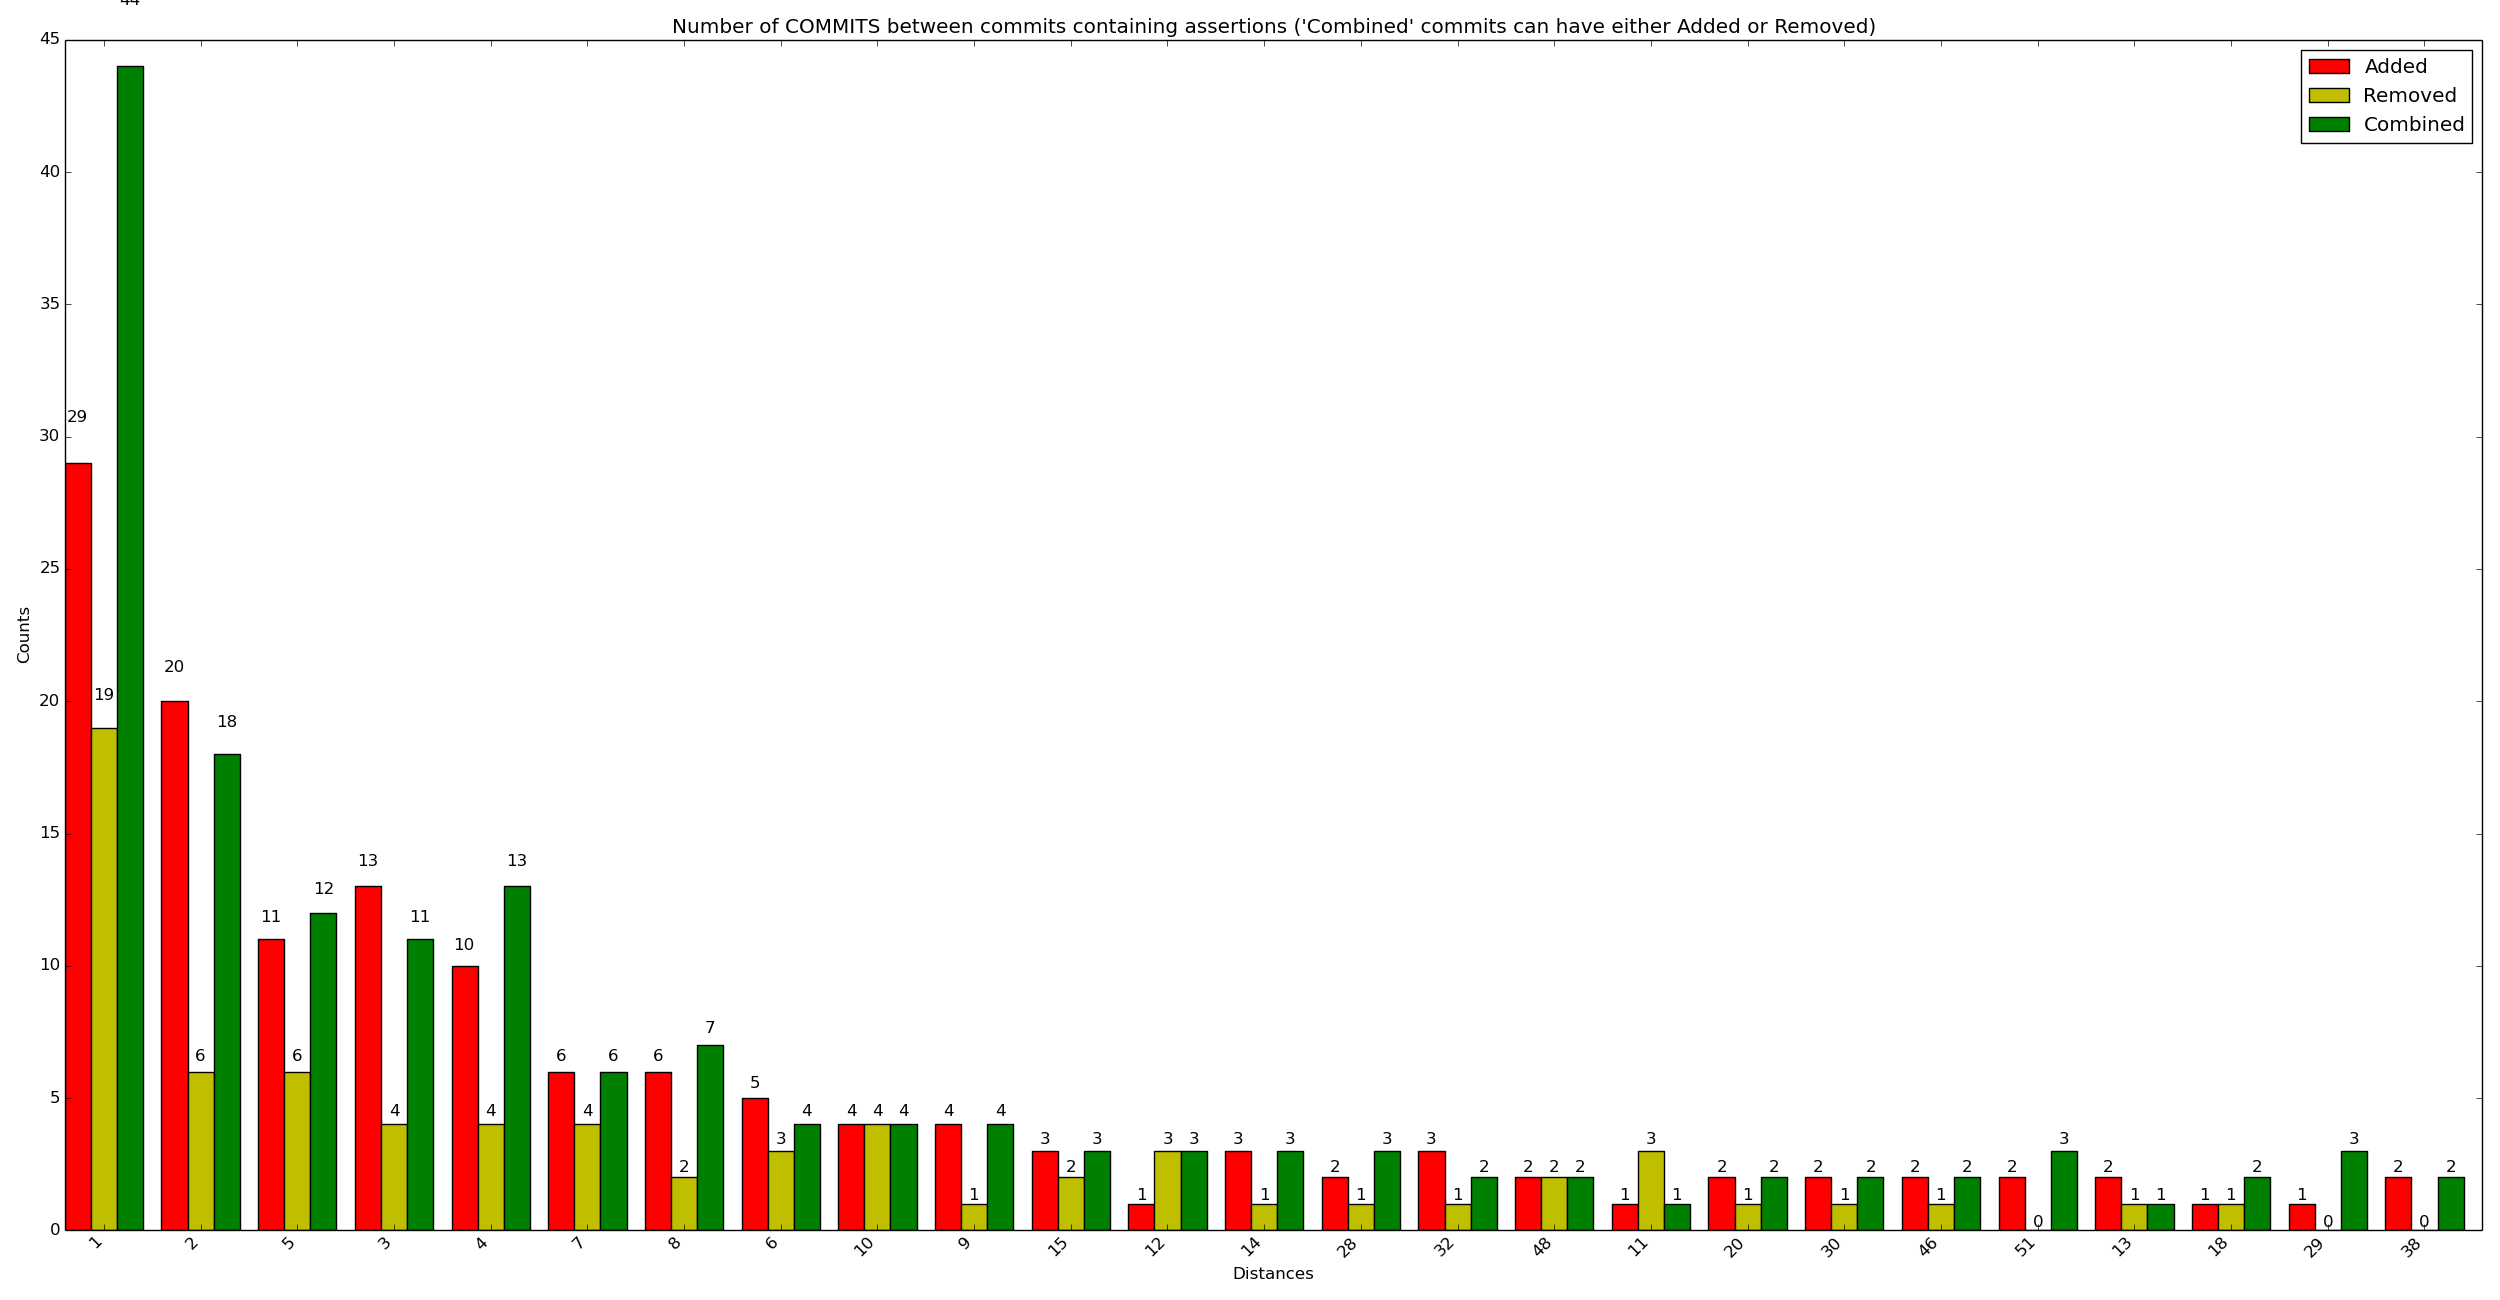 44
Number of COMMITS between commits containing assertions ('Combined' commits can have either Added or Removed)
Added
Removed
Combined
45
40
35
30
25
20
15
10
5
0
Counts
29 19
20 6 18
11 6 12
13 4 11
10 4 13
6 4 6
6 2 7
5 3 4
4 4 4
4 1 4
3 2 3
1 3 3
3 1 3
2 1 3
3 1 2
2 2 2
1 3 1
2 1 2
2 1 2
2 1 2
2 0 3
2 1 1
1 1 2
1 0 3
2 0 2
1 2 5 3 4 7 8 6 10 9 15 12 14 28 32 48 11 20 30 46 51 13 18 29 38
Distances